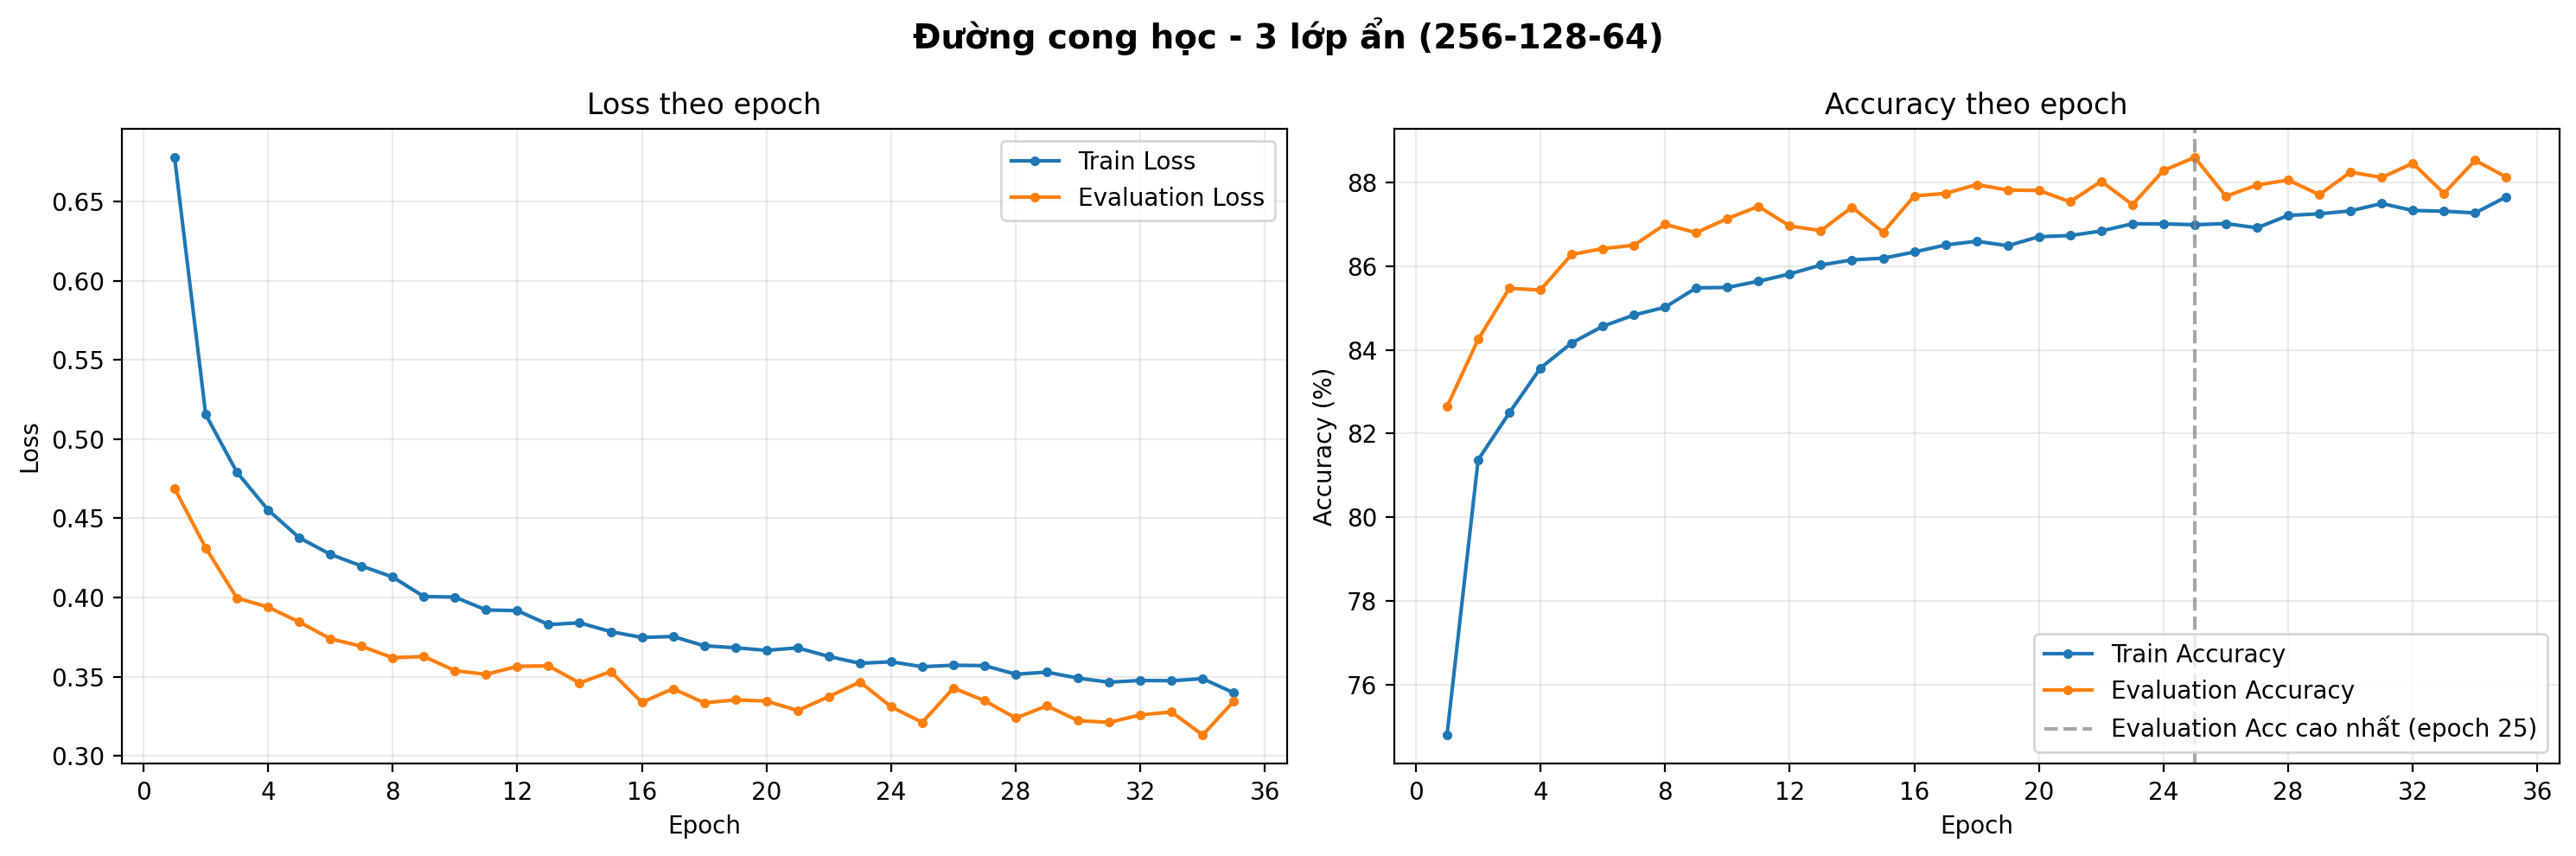 Đường cong học - 3 lớp ẩn (256-128-64)
Loss theo epoch
Train Loss
Evaluation Loss
0.65
0.60
0.55
0.50
0.45
0.40
0.35
0.30
Loss
0 4 8 12 16 20 24 28 32 36
Epoch
Accuracy theo epoch
88
86
84
82
80
78
76
Accuracy (%)
Train Accuracy
Evaluation Accuracy
Evaluation Acc cao nhất (epoch 25)
0 4 8 12 16 20 24 28 32 36
Epoch